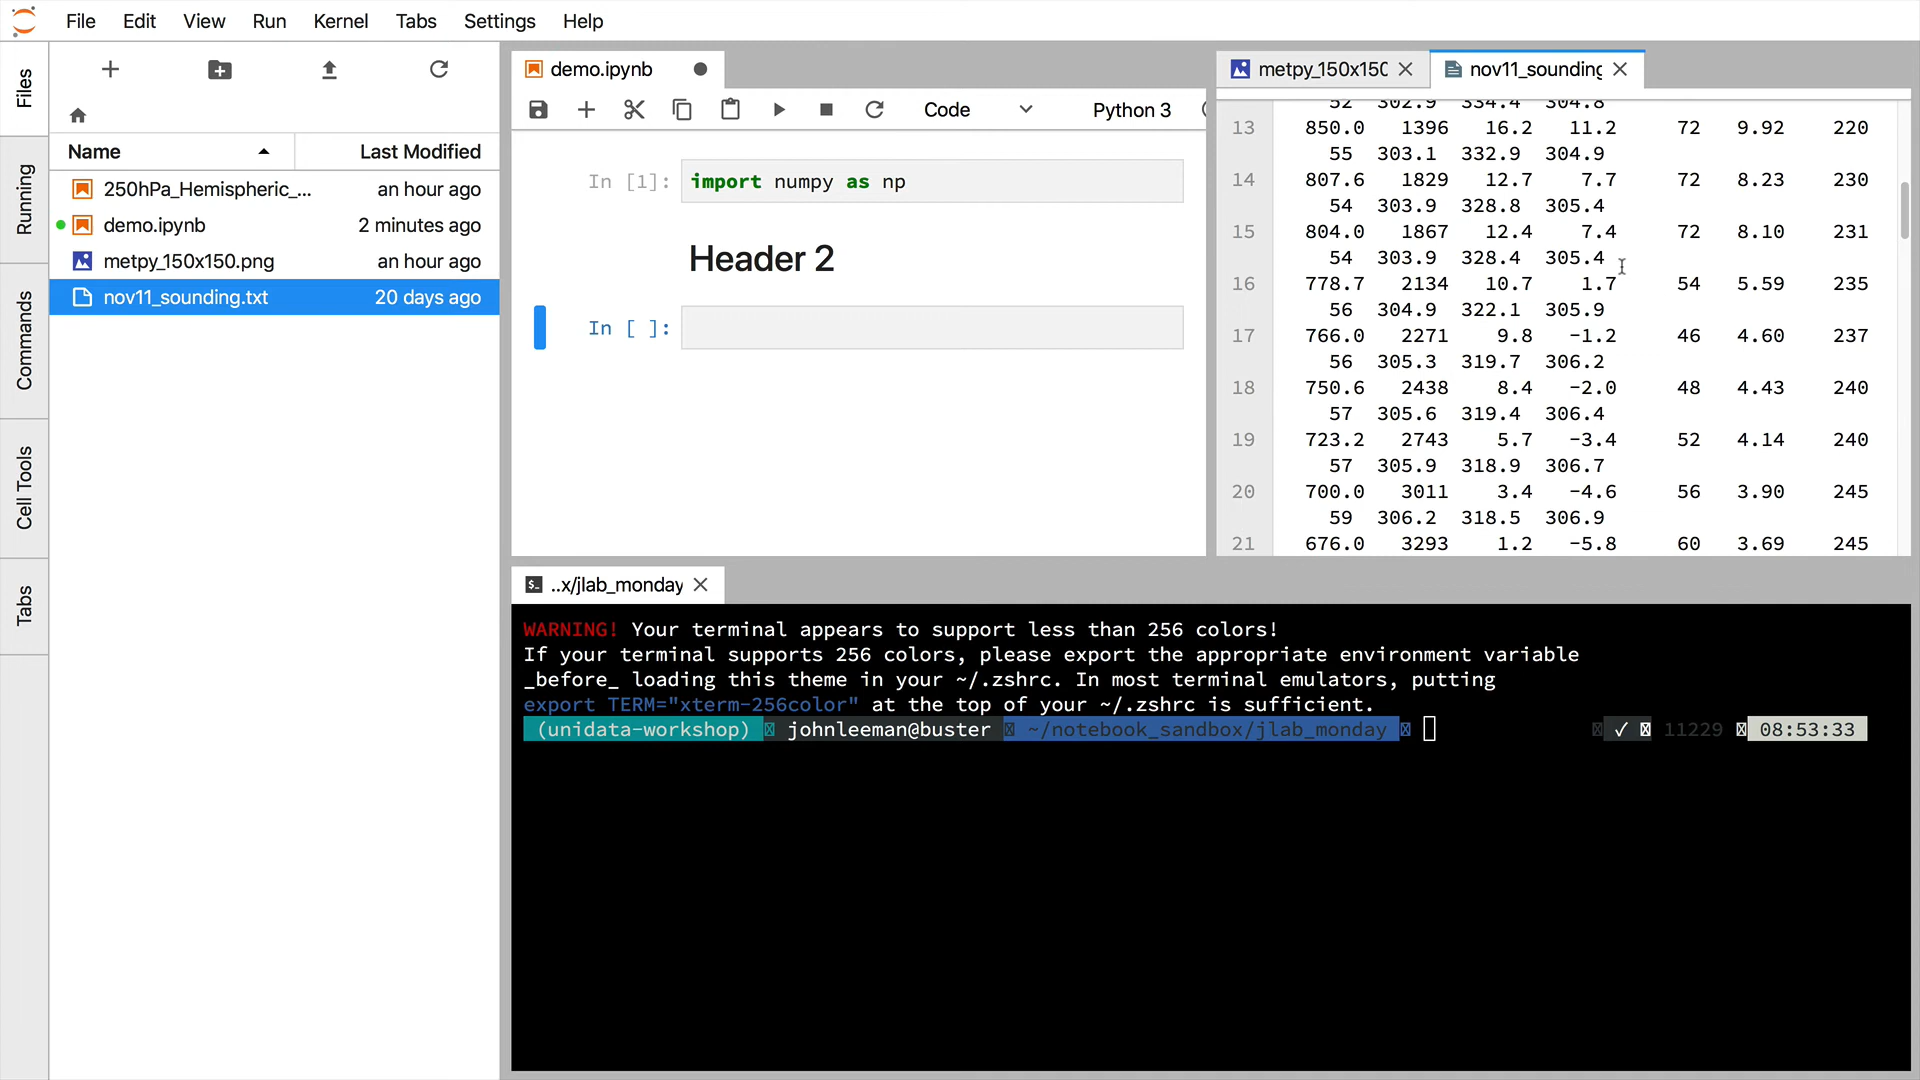 File Edit View Run Kernel Tabs Settings Help
Files
Running
Commands
Cell Tools
Tabs
Name Last Modified
250hPa_Hemispheric_... an hour ago
demo.ipynb 2 minutes ago
metpy_150x150.png an hour ago
nov11_sounding.txt 20 days ago
demo.ipynb
Code Python 3
In [1]: import numpy as np
Header 2
In [ ]:
metpy_150x150 nov11_sounding
52 302.9 334.4 304.8
13 850.0 1396 16.2 11.2 72 9.92 220
55 303.1 332.9 304.9
14 807.6 1829 12.7 7.7 72 8.23 230
54 303.9 328.8 305.4
15 804.0 1867 12.4 7.4 72 8.10 231
54 303.9 328.4 305.4
16 778.7 2134 10.7 1.7 54 5.59 235
56 304.9 322.1 305.9
17 766.0 2271 9.8 -1.2 46 4.60 237
56 305.3 319.7 306.2
18 750.6 2438 8.4 -2.0 48 4.43 240
57 305.6 319.4 306.4
19 723.2 2743 5.7 -3.4 52 4.14 240
57 305.9 318.9 306.7
20 700.0 3011 3.4 -4.6 56 3.90 245
59 306.2 318.5 306.9
21 676.0 3293 1.2 -5.8 60 3.69 245
..x/jlab_monday
WARNING! Your terminal appears to support less than 256 colors!
If your terminal supports 256 colors, please export the appropriate environment variable
_before_ loading this theme in your ~/.zshrc. In most terminal emulators, putting
export TERM="xterm-256color" at the top of your ~/.zshrc is sufficient.
(unidata-workshop) johnleeman@buster ~/notebook_sandbox/jlab_monday ✓ 11229 08:53:33